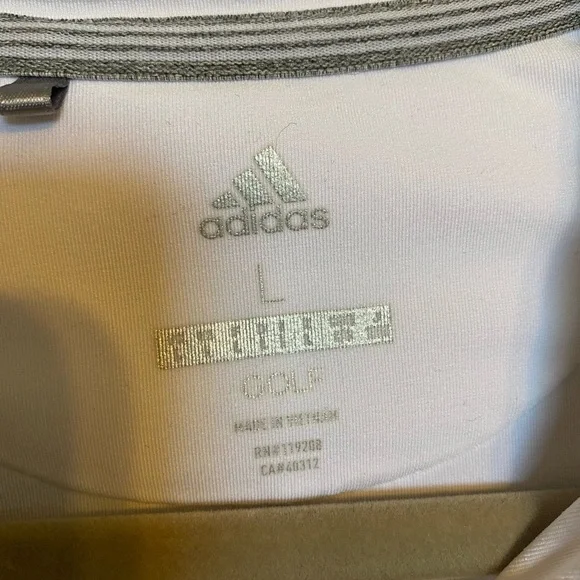 adidas
L
GOLF
MADE IN VIETNAM
RN#119208
CA#40312